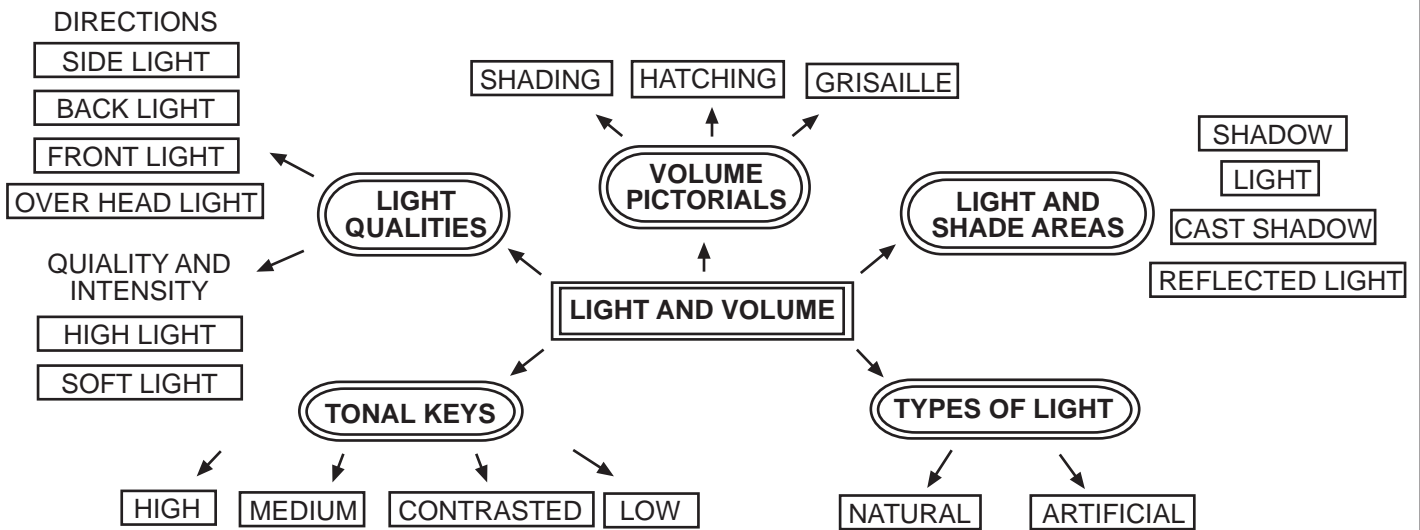 DIRECTIONS
SIDE LIGHT
BACK LIGHT
FRONT LIGHT
OVER HEAD LIGHT
LIGHT
QUALITIES
QUIALITY AND
INTENSITY
HIGH LIGHT
SOFT LIGHT
SHADING
HATCHING
GRISAILLE
VOLUME
PICTORIALS
LIGHT AND
SHADE AREAS
SHADOW
LIGHT
CAST SHADOW
REFLECTED LIGHT
LIGHT AND VOLUME
TONAL KEYS
HIGH
MEDIUM
CONTRASTED
LOW
TYPES OF LIGHT
NATURAL
ARTIFICIAL